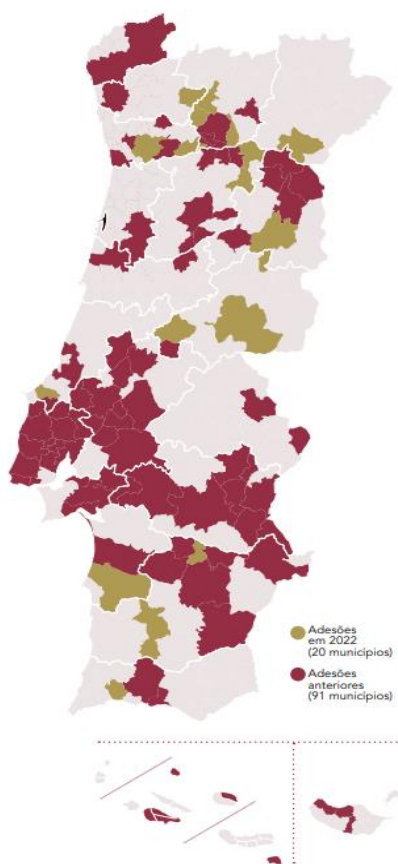 Adesões
em 2022
(20 municípios)
Adesões
anteriores
(91 municípios)